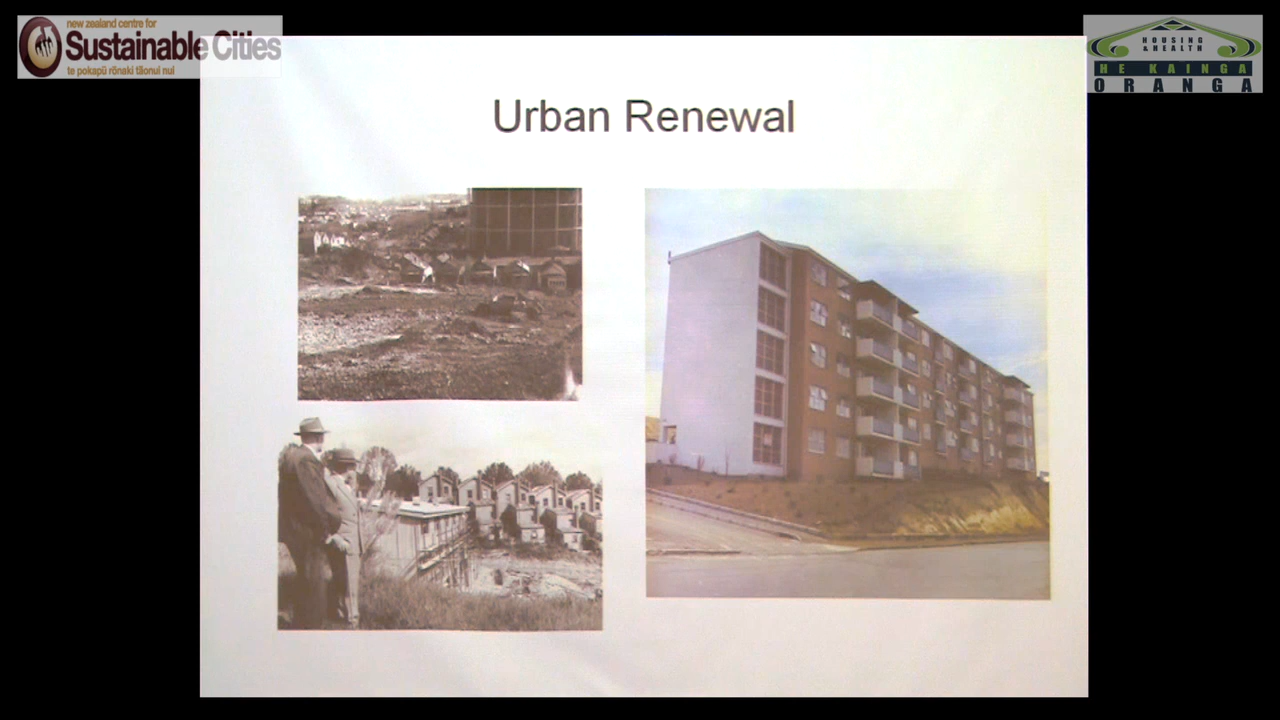 new zealand centre for
Sustainable Cities
te pokapū rōnaki tāonui nui
HOUSING
& HEALTH
HE KAINGA
ORANGA
Urban Renewal